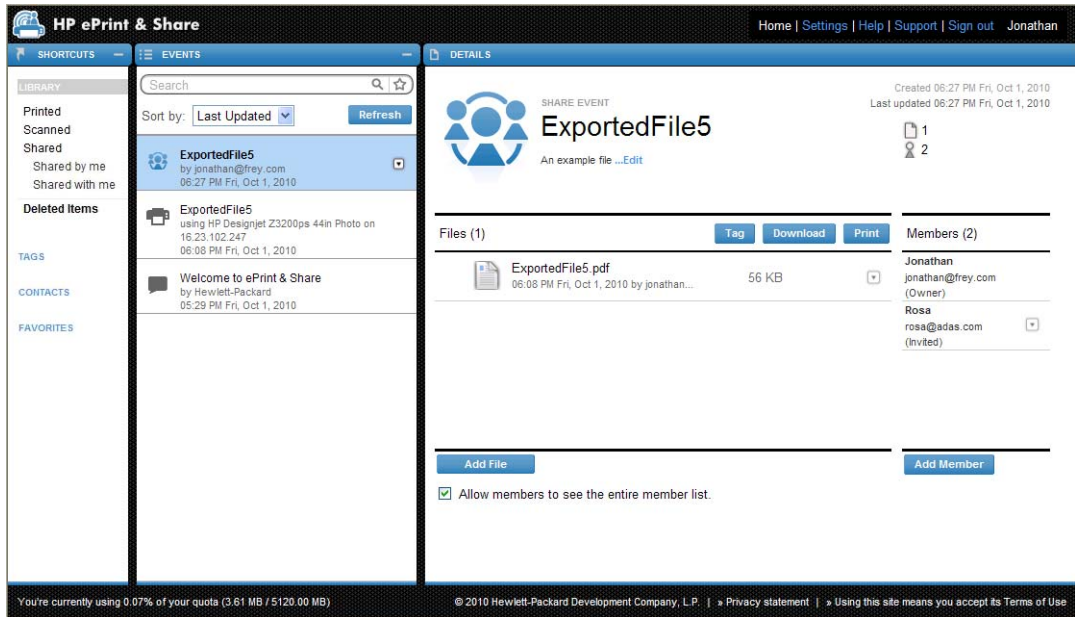 HP ePrint & Share
Home | Settings | Help | Support | Sign out Jonathan
SHORTCUTS
LIBRARY
Printed
Scanned
Shared
Shared by me
Shared with me
Deleted Items
TAGS
CONTACTS
FAVORITES
EVENTS
Search
Sort by: Last Updated Refresh
ExportedFile5
by jonathan@frey.com
06:27 PM Fri, Oct 1, 2010
ExportedFile5
using HP Designjet Z3200ps 44in Photo on
16.23.102.247
06:08 PM Fri, Oct 1, 2010
Welcome to ePrint & Share
by Hewlett-Packard
05:29 PM Fri, Oct 1, 2010
DETAILS
SHARE EVENT
ExportedFile5
An example file ...Edit
Created 06:27 PM Fri, Oct 1, 2010
Last updated 06:27 PM Fri, Oct 1, 2010
1
2
Files (1) Tag Download Print
ExportedFile5.pdf
06:08 PM Fri, Oct 1, 2010 by jonathan...
56 KB
Members (2)
Jonathan
jonathan@frey.com
(Owner)
Rosa
rosa@adas.com
(Invited)
Add File
Add Member
Allow members to see the entire member list.
You're currently using 0.07% of your quota (3.61 MB / 5120.00 MB)
© 2010 Hewlett-Packard Development Company, L.P. | » Privacy statement | » Using this site means you accept its Terms of Use